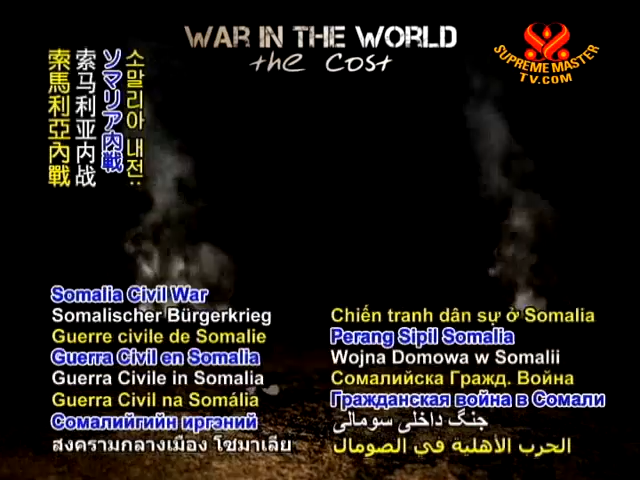 WAR IN THE WORLD
the cost
SUPREME MASTER
TV.COM
索馬利亞內戰
索马利亚内战
ソマリア内戦
소말리아 내전:
Somalia Civil War
Somalischer Bürgerkrieg
Guerre civile de Somalie
Guerra Civil en Somalia
Guerra Civile in Somalia
Guerra Civil na Somália
Сомалийгийн иргэний
สงครามกลางเมือง โซมาเลีย
Chiến tranh dân sự ở Somalia
Perang Sipil Somalia
Wojna Domowa w Somalii
Сомалийска Гражд. Война
Гражданская война в Сомали
جنگ داخلی سومالی
الحرب الأهلية في الصومال